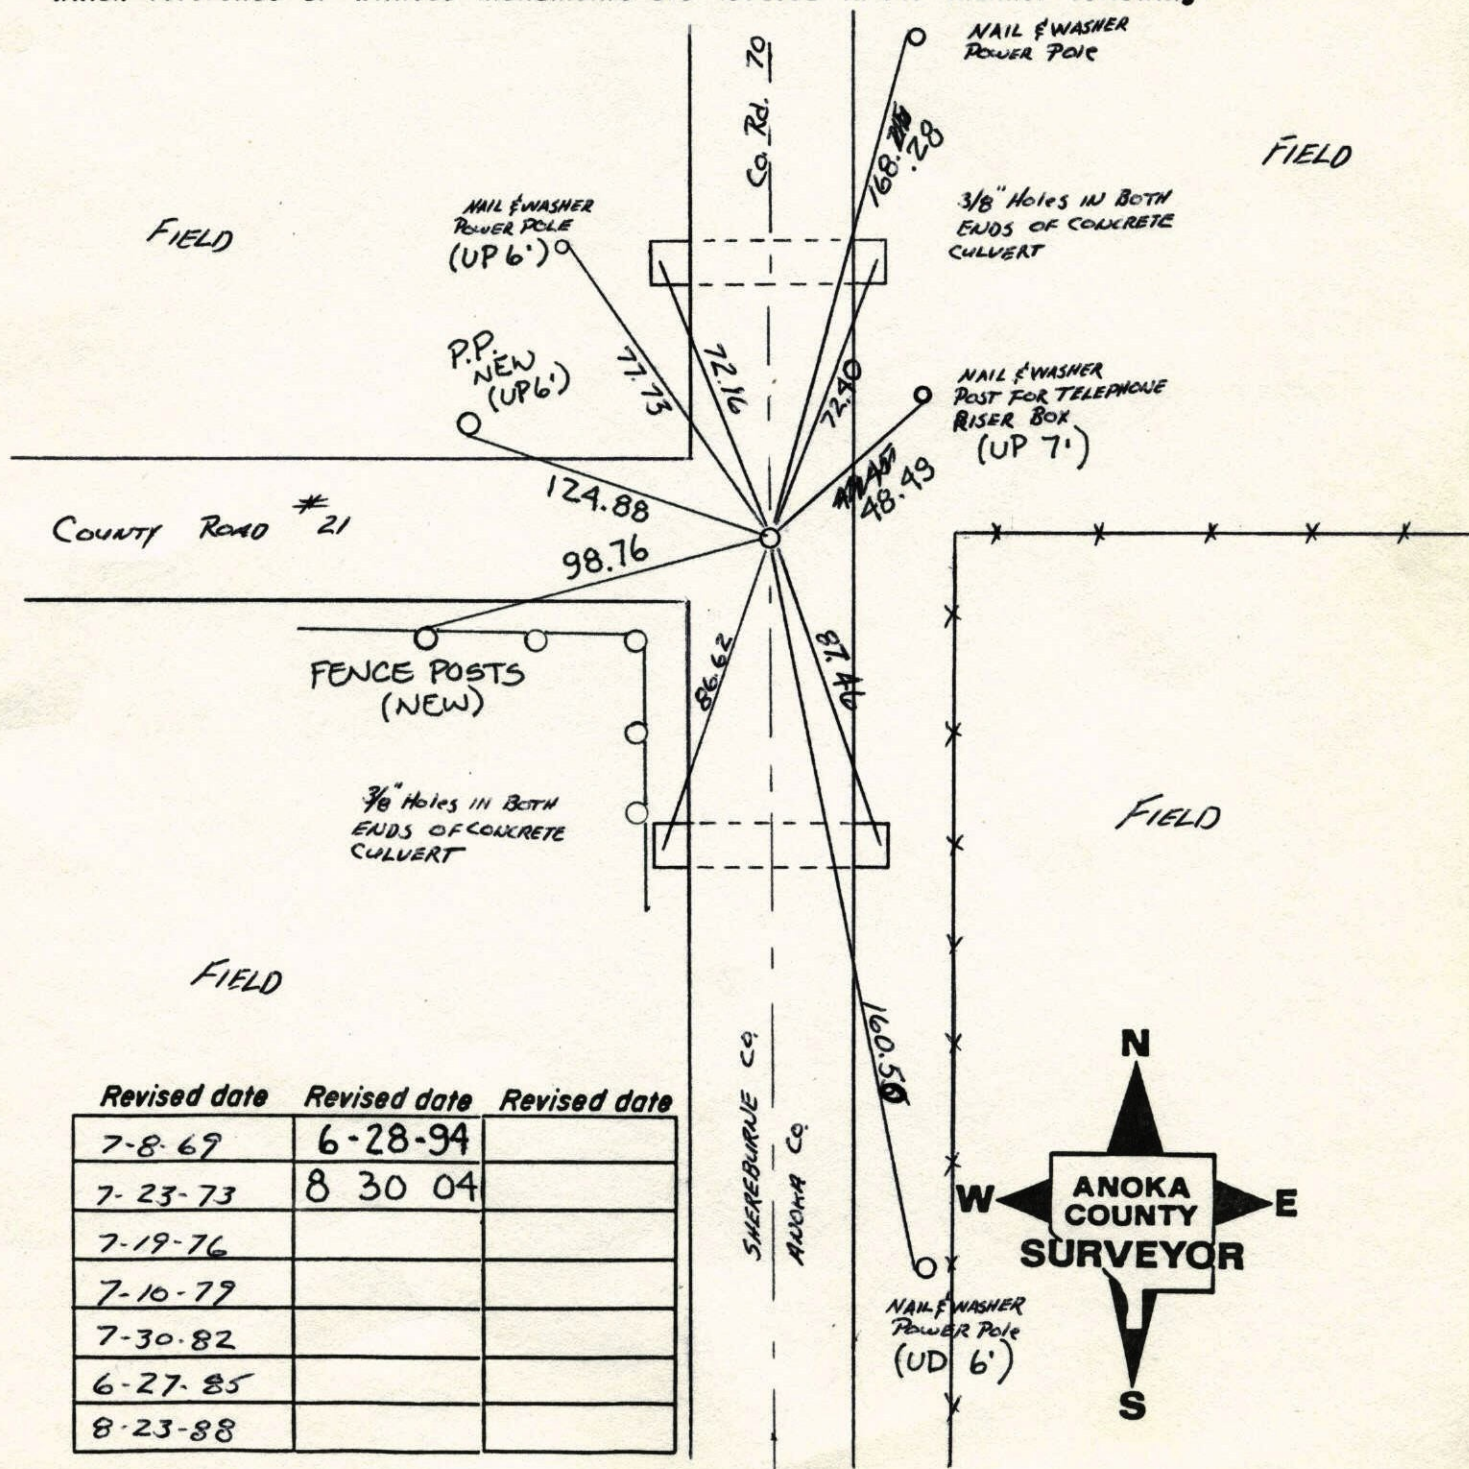 Co. Rd. 70
NAIL & WASHER
POWER Pole
168.28
FIELD
3/8" Holes IN BOTH
ENDS OF CONCRETE
CULVERT
FIELD
NAIL & WASHER
POWER POLE
(UP 6')
P.P.
NEW
(UP6')
77.73
72.16
72.40
NAIL & WASHER
POST FOR TELEPHONE
RISER BOX
(UP 7')
48.49
124.88
COUNTY ROAD #21
98.76
FENCE POSTS
(NEW)
86.62
87.46
3/8" Holes IN BOTH
ENDS OF CONCRETE
CULVERT
FIELD
FIELD
160.56
SHEREBURNE CO.
ANOKA CO.
NAIL & WASHER
POWER Pole
(UD 6')
Revised date Revised date Revised date
7-8-69 6-28-94
7-23-73 8 30 04
7-19-76
7-10-79
7-30-82
6-27-85
8-23-88
N
W E
ANOKA
COUNTY
SURVEYOR
S